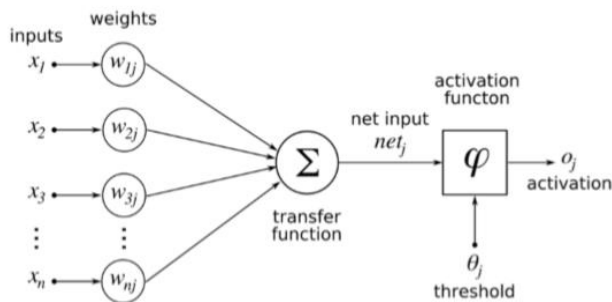 weights
inputs
x1
w1j
x2
w2j
x3
w3j
⋮
⋮
xn
wnj
Σ
transfer
function
net input
netj
activation
functon
φ
oj
activation
θj
threshold